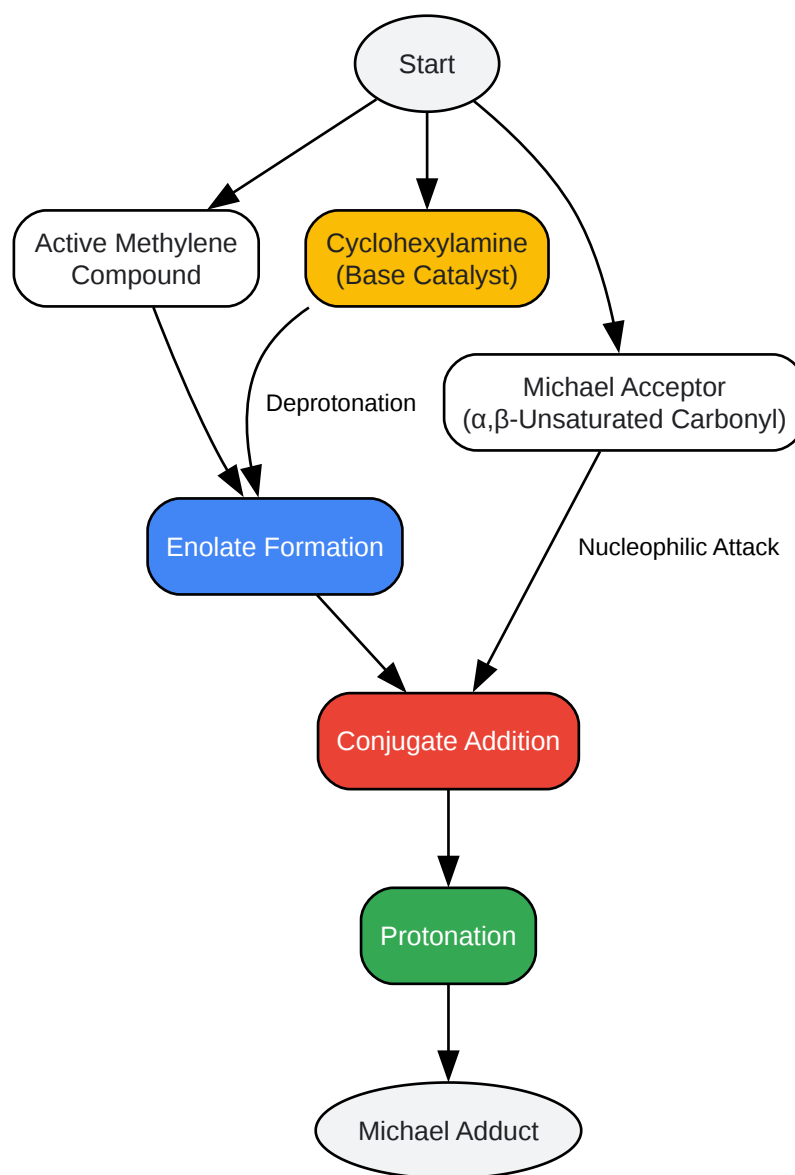 Start
Active Methylene
Compound
Cyclohexylamine
(Base Catalyst)
Michael Acceptor
(α,β-Unsaturated Carbonyl)
Deprotonation
Enolate Formation
Nucleophilic Attack
Conjugate Addition
Protonation
Michael Adduct